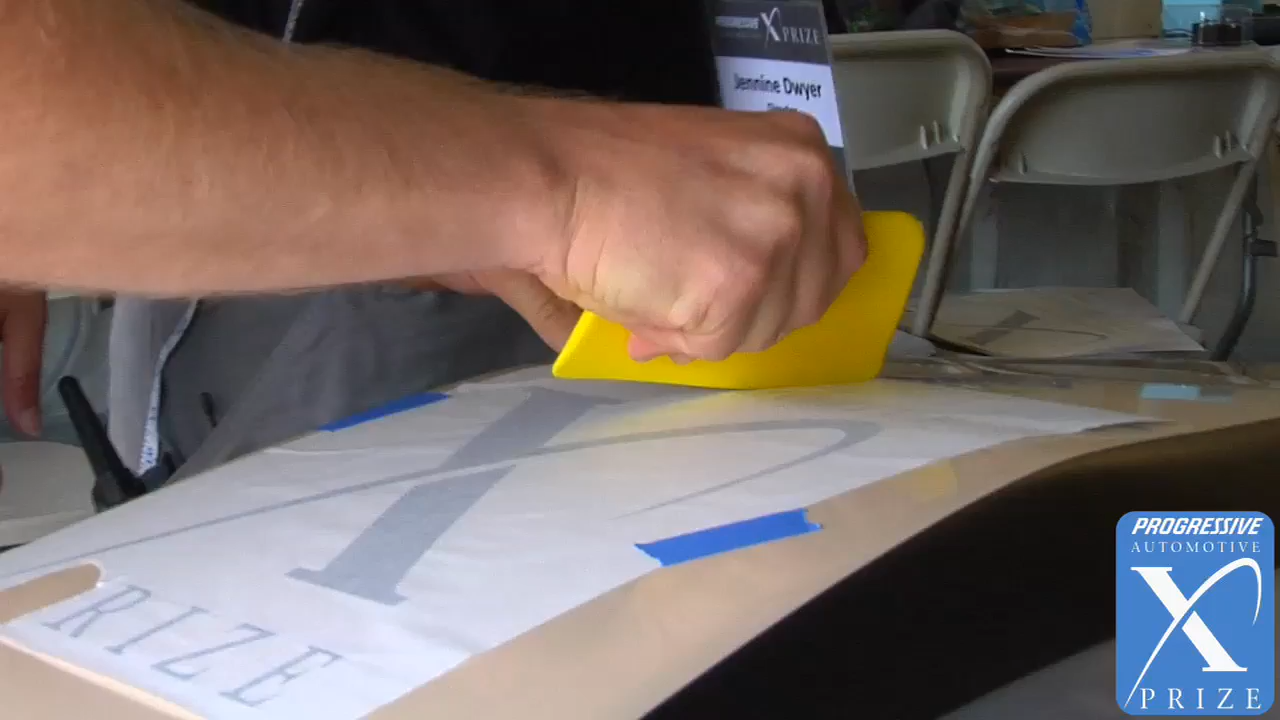 PROGRESSIVE
X PRIZE
Jennine Dwyer
X
RIZE
PROGRESSIVE
AUTOMOTIVE
X
PRIZE